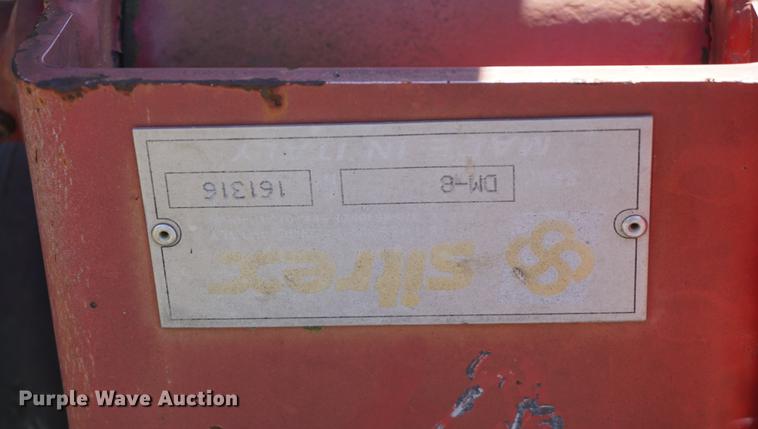 sitrex
DM-8
161316
MADE IN ITALY
Purple Wave Auction